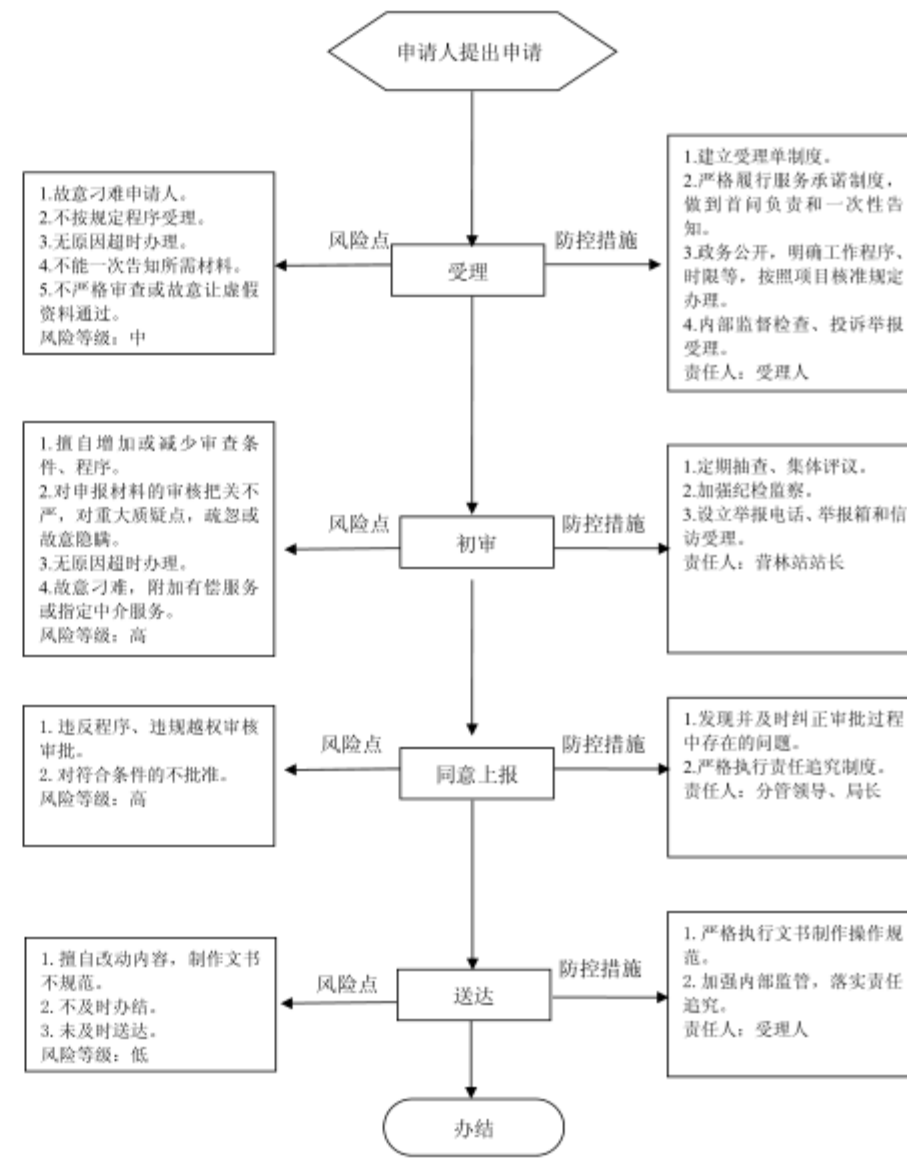 申请人提出申请
1.故意刁难申请人。
2.不按规定程序受理。
3.无原因超时办理。
4.不能一次告知所需材料。
5.不严格审查或故意让虚假
资料通过。
风险等级：中
风险点
受理
防控措施
1.建立受理单制度。
2.严格履行服务承诺制度，
做到首问负责和一次性告
知。
3.政务公开，明确工作程序、
时限等，按照项目核准规定
办理。
4.内部监督检查、投诉举报
受理。
责任人：受理人
1.擅自增加或减少审查条
件、程序。
2.对申报材料的审核把关不
严，对重大质疑点，疏忽或
故意隐瞒。
3.无原因超时办理。
4.故意刁难，附加有偿服务
或指定中介服务。
风险等级：高
风险点
初审
防控措施
1.定期抽查、集体评议。
2.加强纪检监察。
3.设立举报电话、举报箱和信
访受理。
责任人：营林站站长
1. 违反程序、违规越权审核
审批。
2. 对符合条件的不批准。
风险等级：高
风险点
同意上报
防控措施
1.发现并及时纠正审批过程
中存在的问题。
2.严格执行责任追究制度。
责任人：分管领导、局长
1. 擅自改动内容，制作文书
不规范。
2. 不及时办结。
3. 未及时送达。
风险等级：低
风险点
送达
防控措施
1. 严格执行文书制作操作规
范。
2. 加强内部监管，落实责任
追究。
责任人：受理人
办结